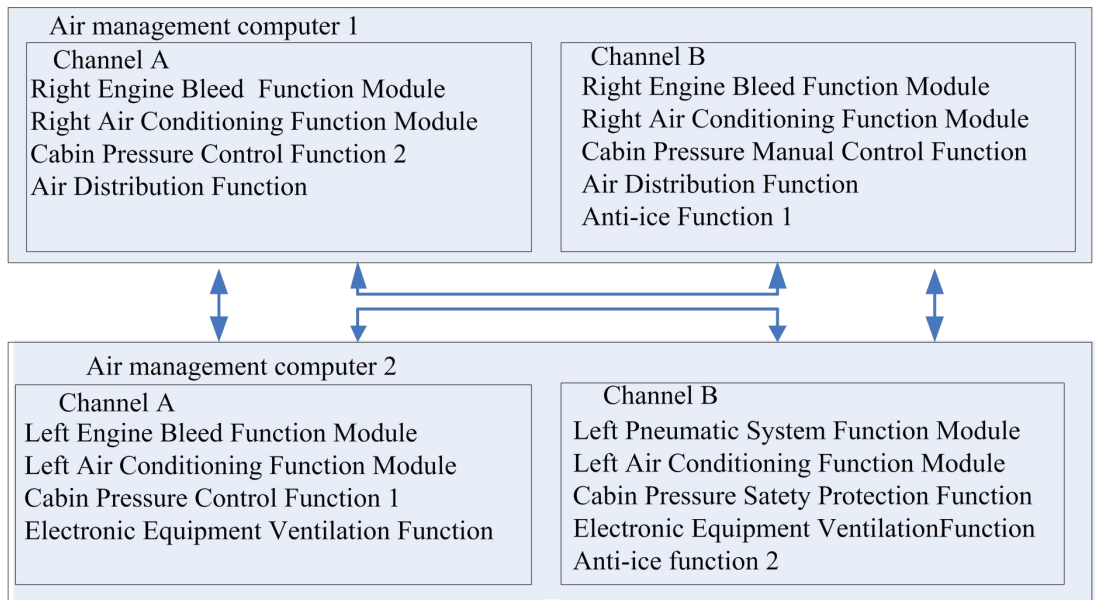 Air management computer 1
Channel A
Right Engine Bleed Function Module
Right Air Conditioning Function Module
Cabin Pressure Control Function 2
Air Distribution Function
Channel B
Right Engine Bleed Function Module
Right Air Conditioning Function Module
Cabin Pressure Manual Control Function
Air Distribution Function
Anti-ice Function 1
Air management computer 2
Channel A
Left Engine Bleed Function Module
Left Air Conditioning Function Module
Cabin Pressure Control Function 1
Electronic Equipment Ventilation Function
Channel B
Left Pneumatic System Function Module
Left Air Conditioning Function Module
Cabin Pressure Satety Protection Function
Electronic Equipment VentilationFunction
Anti-ice function 2